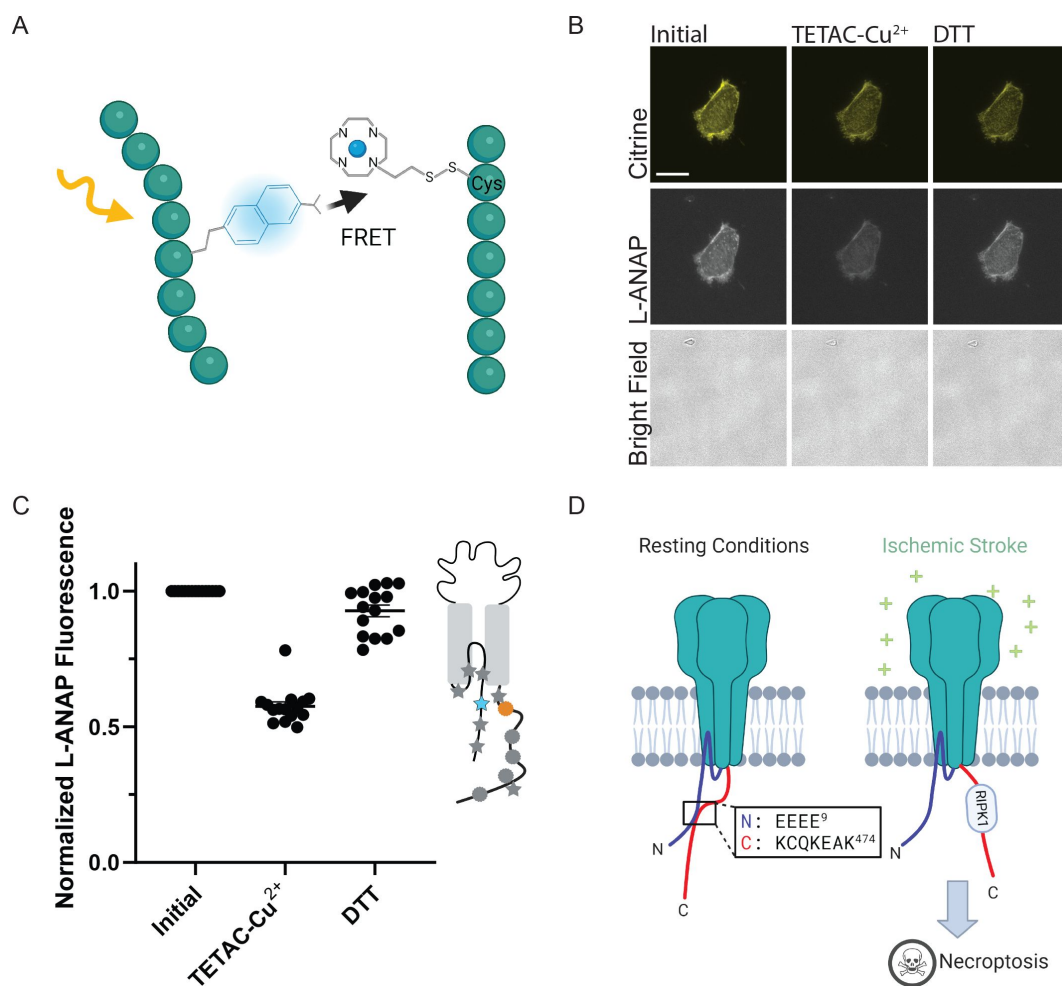 A
N
N
N
N
S
S
Cys
FRET
B
Initial
TETAC-Cu²⁺
DTT
Citrine
L-ANAP
Bright Field
C
Normalized L-ANAP Fluorescence
1.0
0.5
0.0
Initial
TETAC-Cu²⁺
DTT
D
Resting Conditions
Ischemic Stroke
N: EEEE⁹
C: KCQKEAK⁴⁷⁴
N
C
RIPK1
N
C
Necroptosis